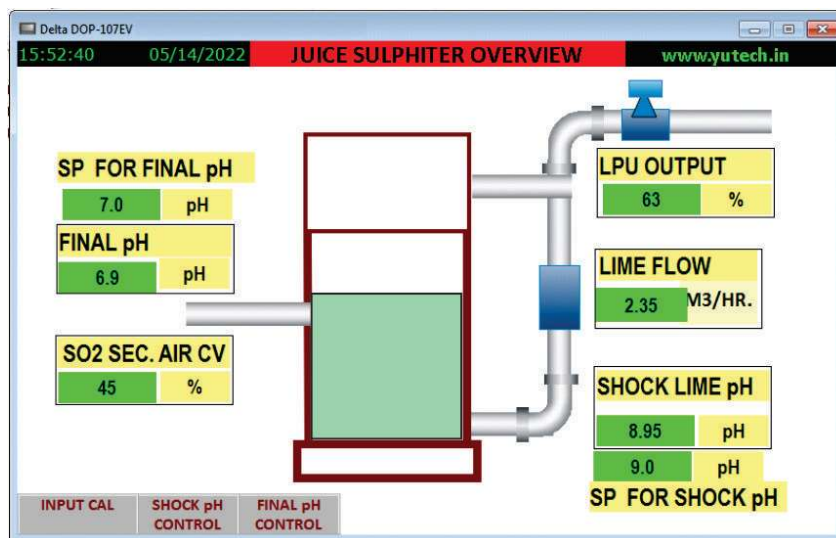 Delta DOP-107EV
15:52:40 05/14/2022 JUICE SULPHITER OVERVIEW www.yutech.in
SP FOR FINAL pH
7.0 pH
FINAL pH
6.9 pH
SO2 SEC. AIR CV
45 %
LPU OUTPUT
63 %
LIME FLOW
2.35 M3/HR.
SHOCK LIME pH
8.95 pH
9.0 pH
SP FOR SHOCK pH
INPUT CAL
SHOCK pH
CONTROL
FINAL pH
CONTROL